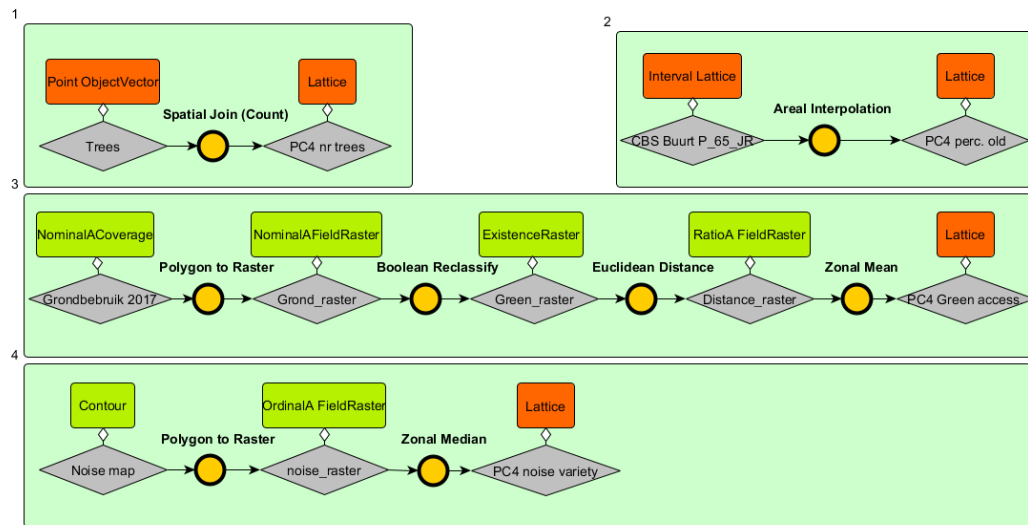 1
Point ObjectVector
Lattice
Spatial Join (Count)
Trees
PC4 nr trees
2
Interval Lattice
Lattice
Areal Interpolation
CBS Buurt P_65_JR
PC4 perc. old
3
NominalACoverage
NominalAFieldRaster
ExistenceRaster
RatioA FieldRaster
Lattice
Polygon to Raster
Boolean Reclassify
Euclidean Distance
Zonal Mean
Grondbebruik 2017
Grond_raster
Green_raster
Distance_raster
PC4 Green access
4
Contour
OrdinalA FieldRaster
Lattice
Polygon to Raster
Zonal Median
Noise map
noise_raster
PC4 noise variety